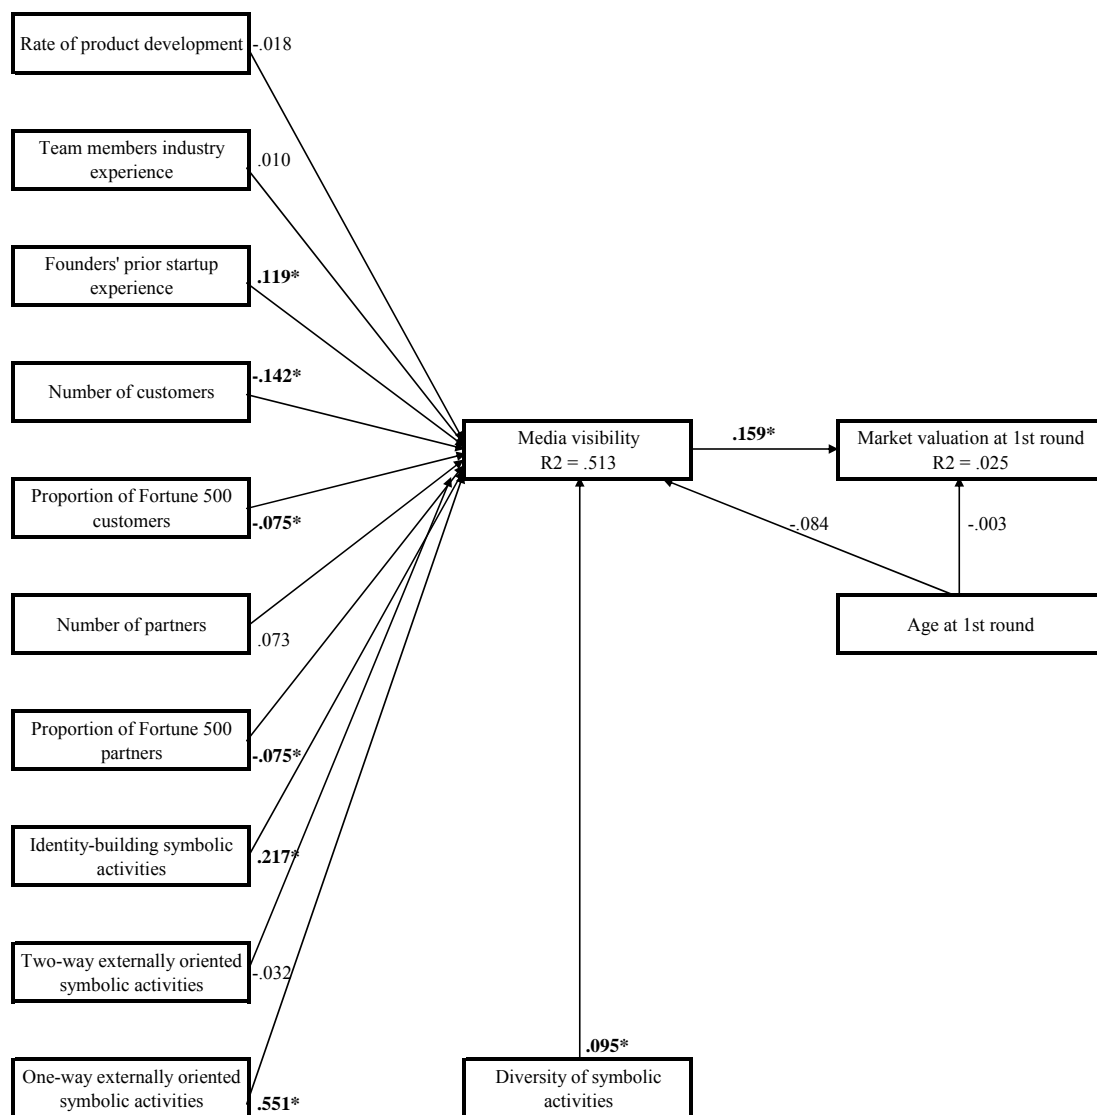 Rate of product development
-.018
Team members industry
experience
.010
Founders' prior startup
experience
.119*
Number of customers
-.142*
Proportion of Fortune 500
customers
-.075*
Number of partners
.073
Proportion of Fortune 500
partners
-.075*
Identity-building symbolic
activities
.217*
Two-way externally oriented
symbolic activities
-.032
One-way externally oriented
symbolic activities
.551*
Media visibility
R2 = .513
.159*
Market valuation at 1st round
R2 = .025
-.084
-.003
Age at 1st round
.095*
Diversity of symbolic
activities